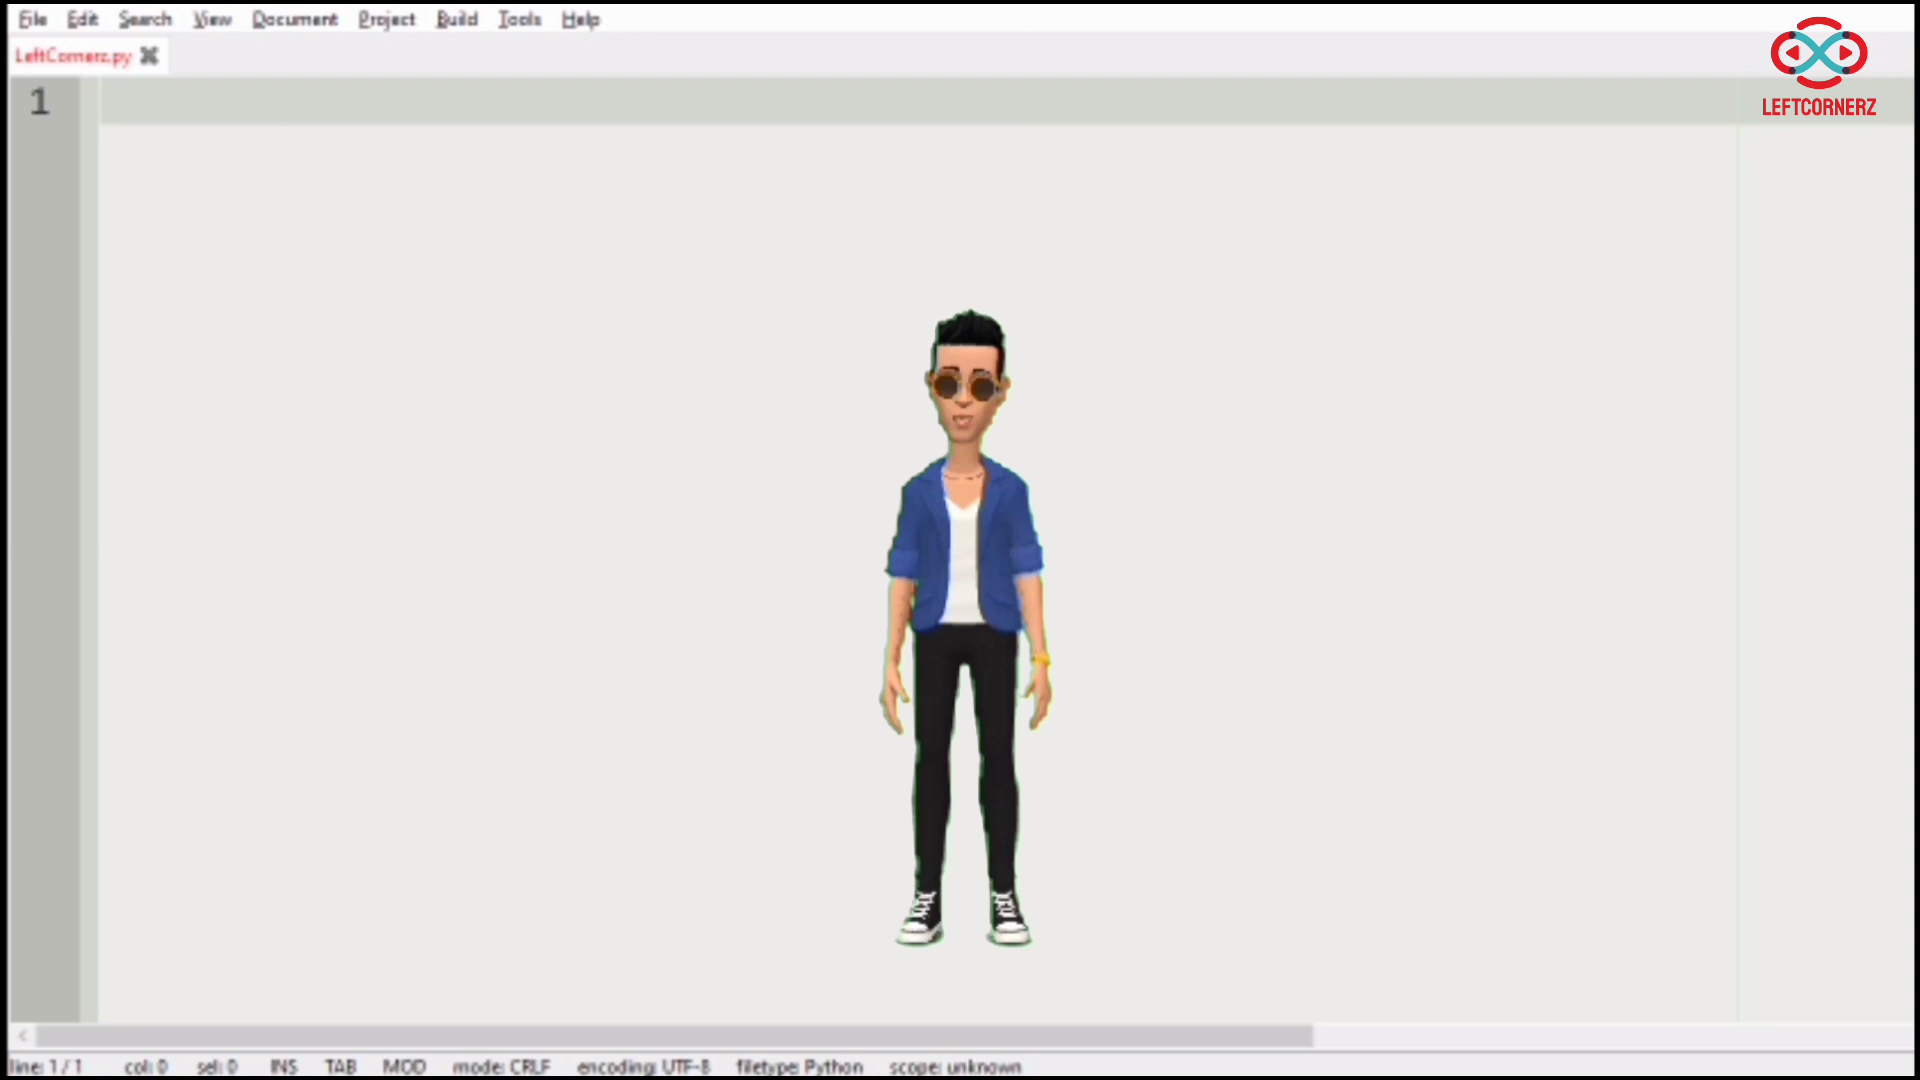 File Edit Search View Document Project Build Tools Help
LeftCornerz.py
LEFTCORNERZ
1
line: 1 / 1 col: 0 sel: 0 INS TAB MOD mode: CRLF encoding: UTF-8 filetype: Python scope: unknown